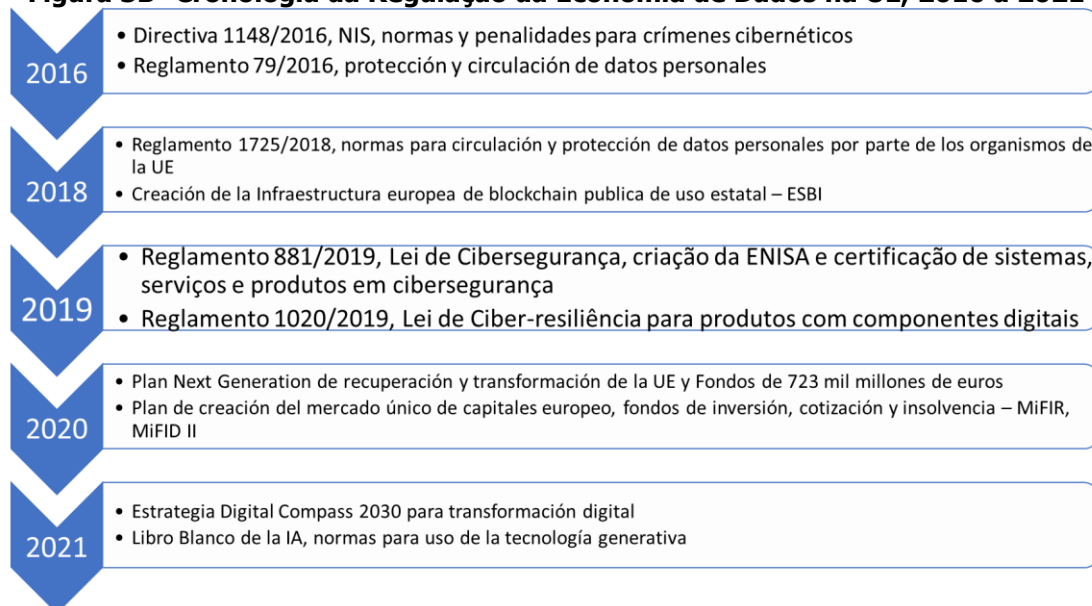 Figura Cronologia da Regulação da Economia de Dados na UE, 2016 a 2021
2016
• Directiva 1148/2016, NIS, normas y penalidades para crímenes cibernéticos
• Reglamento 79/2016, protección y circulación de datos personales
2018
• Reglamento 1725/2018, normas para circulación y protección de datos personales por parte de los organismos de
la UE
• Creación de la Infraestructura europea de blockchain publica de uso estatal – ESBI
2019
• Reglamento 881/2019, Lei de Cibersegurança, criação da ENISA e certificação de sistemas,
serviços e produtos em cibersegurança
• Reglamento 1020/2019, Lei de Ciber-resiliência para produtos com componentes digitais
2020
• Plan Next Generation de recuperación y transformación de la UE y Fondos de 723 mil millones de euros
• Plan de creación del mercado único de capitales europeo, fondos de inversión, cotización y insolvencia – MiFIR,
MiFID II
2021
• Estrategia Digital Compass 2030 para transformación digital
• Libro Blanco de la IA, normas para uso de la tecnología generativa